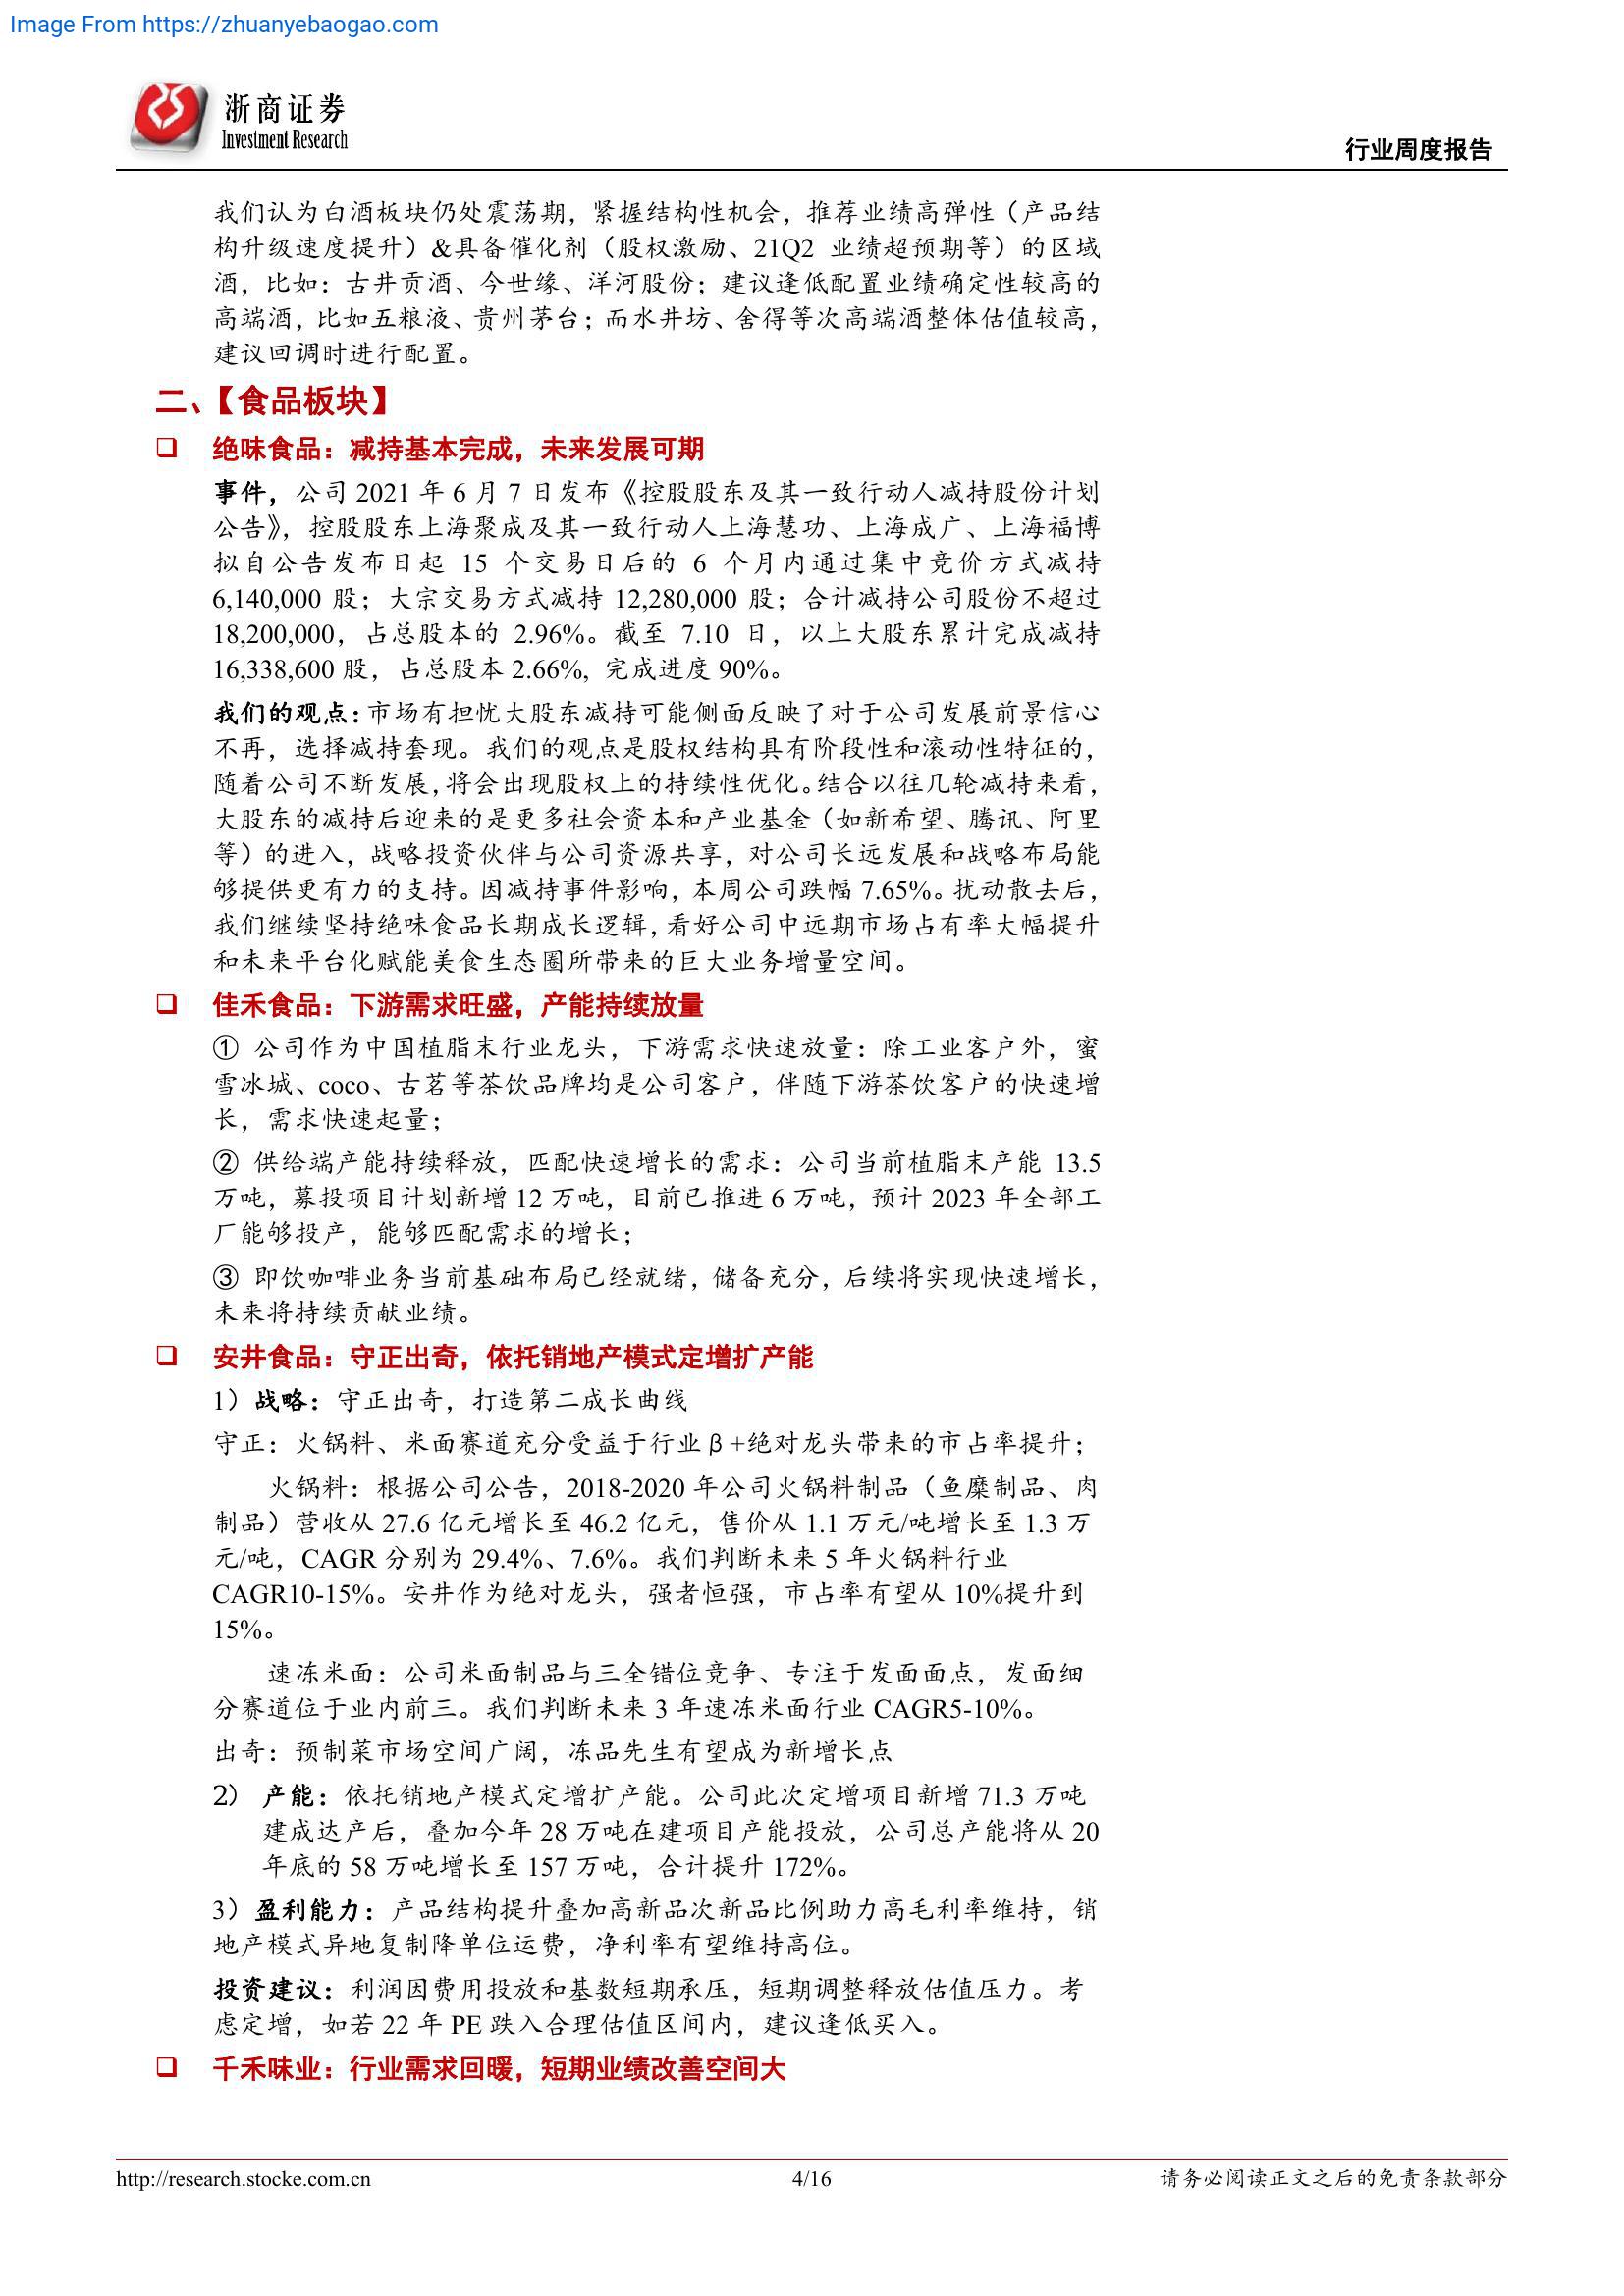 Image From https://zhuanyebaogao.com
浙商证券
Investment Research
行业周度报告
我们认为白酒板块仍处震荡期，紧握结构性机会，推荐业绩高弹性（产品结
构升级速度提升）&具备催化剂（股权激励、21Q2 业绩超预期等）的区域
酒，比如：古井贡酒、今世缘、洋河股份；建议逢低配置业绩确定性较高的
高端酒，比如五粮液、贵州茅台；而水井坊、舍得等次高端酒整体估值较高，
建议回调时进行配置。
二、【食品板块】
❑ 绝味食品：减持基本完成，未来发展可期
事件，公司 2021 年 6 月 7 日发布《控股股东及其一致行动人减持股份计划
公告》，控股股东上海聚成及其一致行动人上海慧功、上海成广、上海福博
拟自公告发布日起 15 个交易日后的 6 个月内通过集中竞价方式减持
6,140,000 股；大宗交易方式减持 12,280,000 股；合计减持公司股份不超过
18,200,000，占总股本的 2.96%。截至 7.10 日，以上大股东累计完成减持
16,338,600 股，占总股本 2.66%, 完成进度 90%。
我们的观点：市场有担忧大股东减持可能侧面反映了对于公司发展前景信心
不再，选择减持套现。我们的观点是股权结构具有阶段性和滚动性特征的，
随着公司不断发展，将会出现股权上的持续性优化。结合以往几轮减持来看，
大股东的减持后迎来的是更多社会资本和产业基金（如新希望、腾讯、阿里
等）的进入，战略投资伙伴与公司资源共享，对公司长远发展和战略布局能
够提供更有力的支持。因减持事件影响，本周公司跌幅 7.65%。扰动散去后，
我们继续坚持绝味食品长期成长逻辑，看好公司中远期市场占有率大幅提升
和未来平台化赋能美食生态圈所带来的巨大业务增量空间。
❑ 佳禾食品：下游需求旺盛，产能持续放量
① 公司作为中国植脂末行业龙头，下游需求快速放量：除工业客户外，蜜
雪冰城、coco、古茗等茶饮品牌均是公司客户，伴随下游茶饮客户的快速增
长，需求快速起量；
② 供给端产能持续释放，匹配快速增长的需求：公司当前植脂末产能 13.5
万吨，募投项目计划新增 12 万吨，目前已推进 6 万吨，预计 2023 年全部工
厂能够投产，能够匹配需求的增长；
③ 即饮咖啡业务当前基础布局已经就绪，储备充分，后续将实现快速增长，
未来将持续贡献业绩。
❑ 安井食品：守正出奇，依托销地产模式定增扩产能
1）战略：守正出奇，打造第二成长曲线
守正：火锅料、米面赛道充分受益于行业β+绝对龙头带来的市占率提升；
火锅料：根据公司公告，2018-2020 年公司火锅料制品（鱼糜制品、肉
制品）营收从 27.6 亿元增长至 46.2 亿元，售价从 1.1 万元/吨增长至 1.3 万
元/吨，CAGR 分别为 29.4%、7.6%。我们判断未来 5 年火锅料行业
CAGR10-15%。安井作为绝对龙头，强者恒强，市占率有望从 10%提升到
15%。
速冻米面：公司米面制品与三全错位竞争、专注于发面面点，发面细
分赛道位于业内前三。我们判断未来 3 年速冻米面行业 CAGR5-10%。
出奇：预制菜市场空间广阔，冻品先生有望成为新增长点
2） 产能：依托销地产模式定增扩产能。公司此次定增项目新增 71.3 万吨
建成达产后，叠加今年 28 万吨在建项目产能投放，公司总产能将从 20
年底的 58 万吨增长至 157 万吨，合计提升 172%。
3）盈利能力：产品结构提升叠加高新品次新品比例助力高毛利率维持，销
地产模式异地复制降单位运费，净利率有望维持高位。
投资建议：利润因费用投放和基数短期承压，短期调整释放估值压力。考
虑定增，如若 22 年 PE 跌入合理估值区间内，建议逢低买入。
❑ 千禾味业：行业需求回暖，短期业绩改善空间大
http://research.stocke.com.cn
4/16
请务必阅读正文之后的免责条款部分